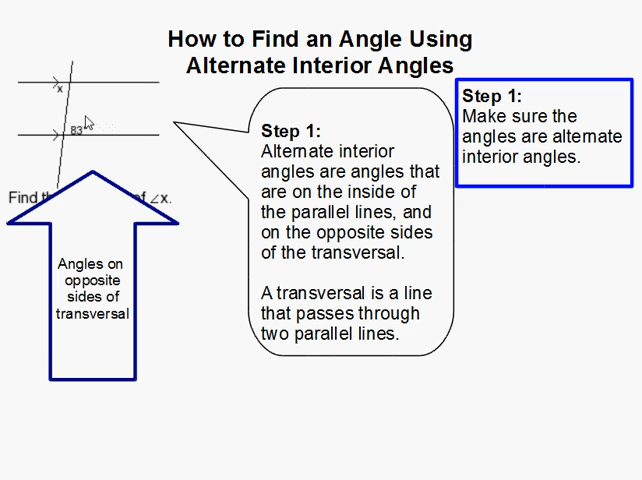 How to Find an Angle Using
Alternate Interior Angles
x
83
Find of ∠x.
Angles on
opposite
sides of
transversal
Step 1:
Alternate interior
angles are angles that
are on the inside of
the parallel lines, and
on the opposite sides
of the transversal.
A transversal is a line
that passes through
two parallel lines.
Step 1:
Make sure the
angles are alternate
interior angles.